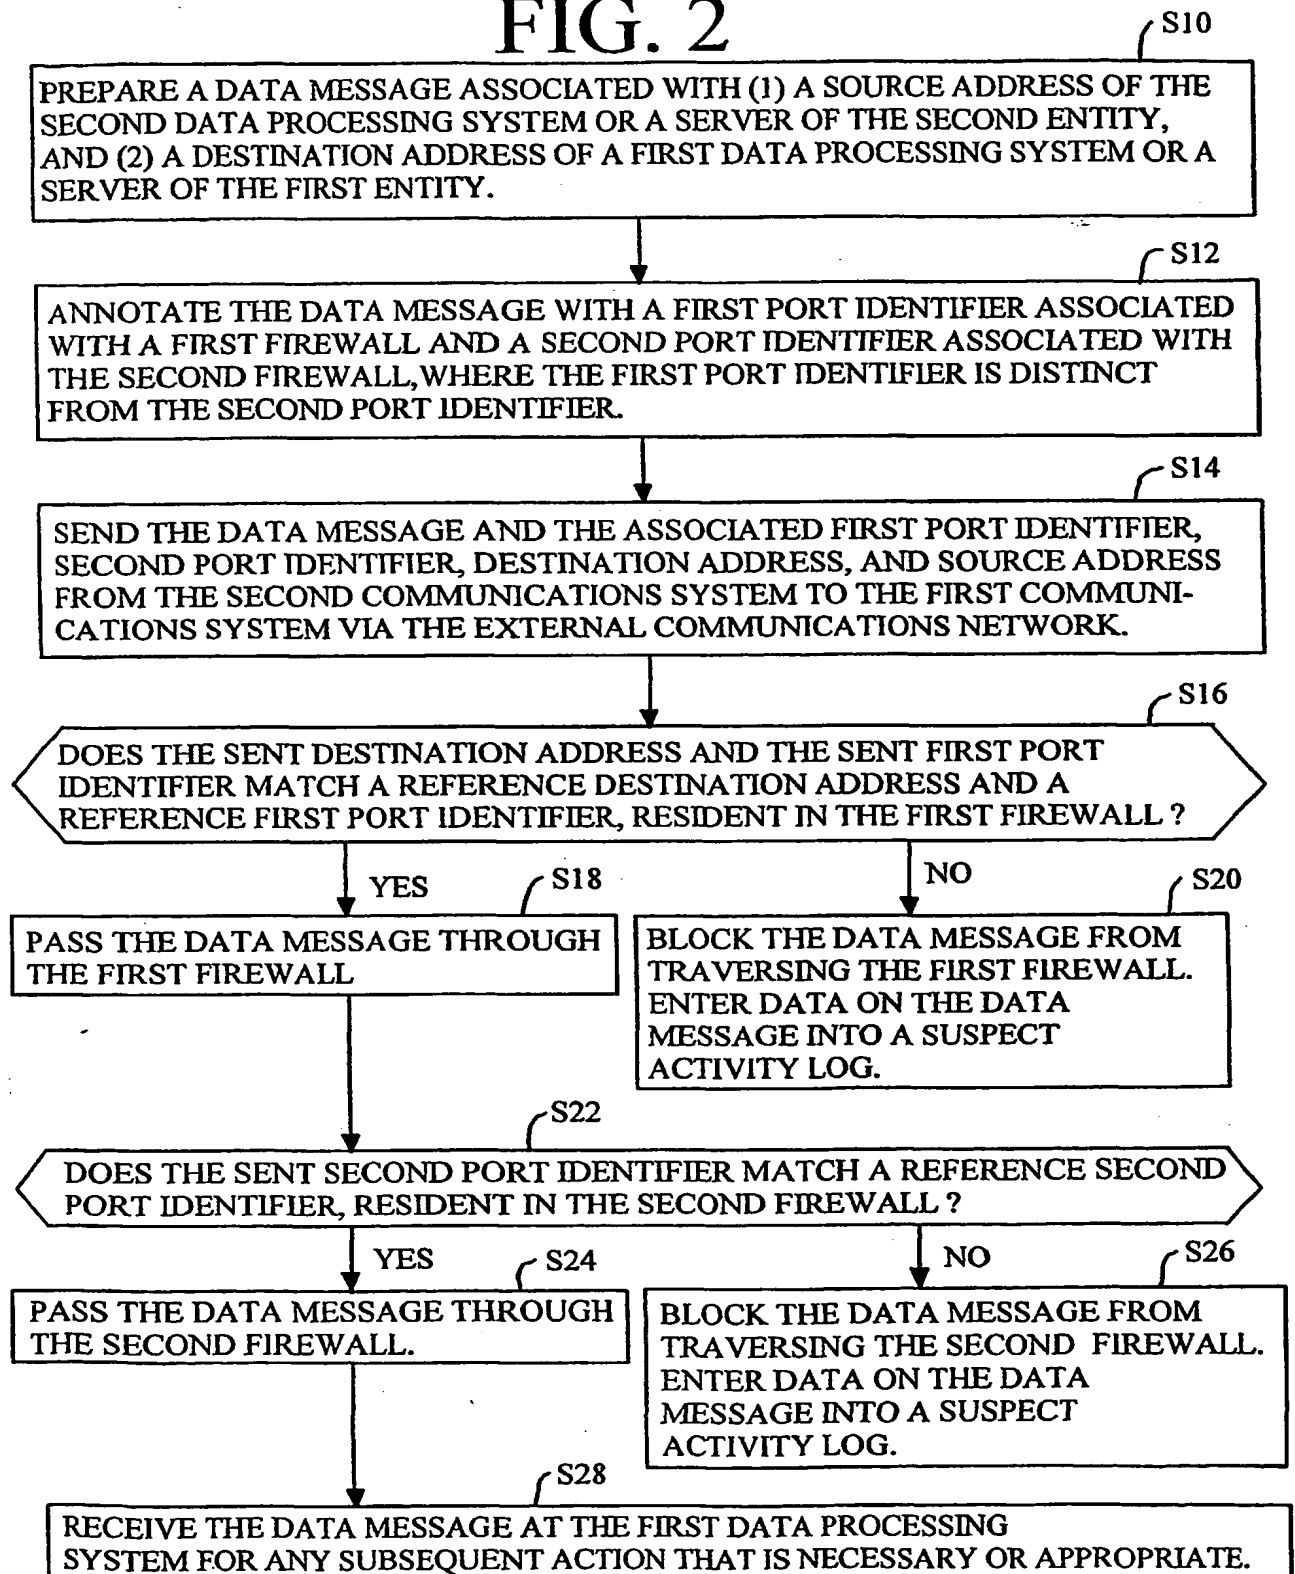 FIG. 2
S10
PREPARE A DATA MESSAGE ASSOCIATED WITH (1) A SOURCE ADDRESS OF THE
SECOND DATA PROCESSING SYSTEM OR A SERVER OF THE SECOND ENTITY,
AND (2) A DESTINATION ADDRESS OF A FIRST DATA PROCESSING SYSTEM OR A
SERVER OF THE FIRST ENTITY.
S12
ANNOTATE THE DATA MESSAGE WITH A FIRST PORT IDENTIFIER ASSOCIATED
WITH A FIRST FIREWALL AND A SECOND PORT IDENTIFIER ASSOCIATED WITH
THE SECOND FIREWALL, WHERE THE FIRST PORT IDENTIFIER IS DISTINCT
FROM THE SECOND PORT IDENTIFIER.
S14
SEND THE DATA MESSAGE AND THE ASSOCIATED FIRST PORT IDENTIFIER,
SECOND PORT IDENTIFIER, DESTINATION ADDRESS, AND SOURCE ADDRESS
FROM THE SECOND COMMUNICATIONS SYSTEM TO THE FIRST COMMUNI-
CATIONS SYSTEM VIA THE EXTERNAL COMMUNICATIONS NETWORK.
S16
DOES THE SENT DESTINATION ADDRESS AND THE SENT FIRST PORT
IDENTIFIER MATCH A REFERENCE DESTINATION ADDRESS AND A
REFERENCE FIRST PORT IDENTIFIER, RESIDENT IN THE FIRST FIREWALL ?
YES
S18
PASS THE DATA MESSAGE THROUGH
THE FIRST FIREWALL
NO
S20
BLOCK THE DATA MESSAGE FROM
TRAVERSING THE FIRST FIREWALL.
ENTER DATA ON THE DATA
MESSAGE INTO A SUSPECT
ACTIVITY LOG.
S22
DOES THE SENT SECOND PORT IDENTIFIER MATCH A REFERENCE SECOND
PORT IDENTIFIER, RESIDENT IN THE SECOND FIREWALL ?
YES
S24
PASS THE DATA MESSAGE THROUGH
THE SECOND FIREWALL.
NO
S26
BLOCK THE DATA MESSAGE FROM
TRAVERSING THE SECOND FIREWALL.
ENTER DATA ON THE DATA
MESSAGE INTO A SUSPECT
ACTIVITY LOG.
S28
RECEIVE THE DATA MESSAGE AT THE FIRST DATA PROCESSING
SYSTEM FOR ANY SUBSEQUENT ACTION THAT IS NECESSARY OR APPROPRIATE.